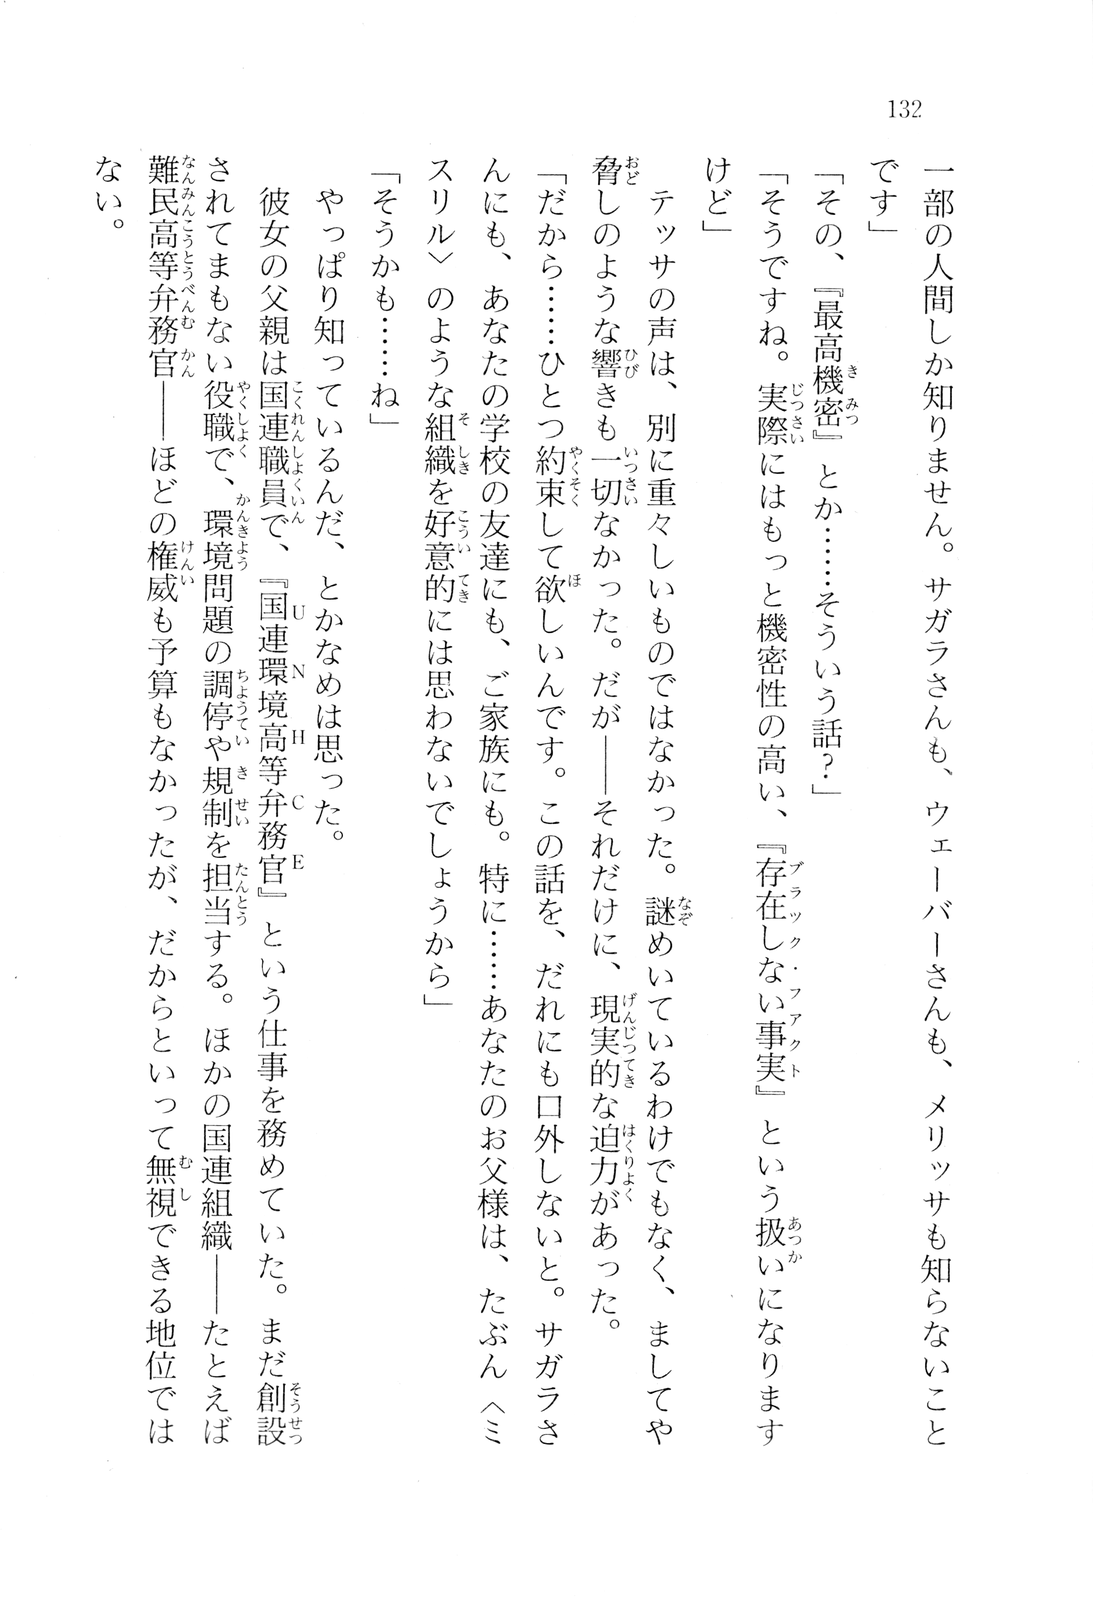 132
一部の人間しか知りません。サガラさんも、ウェーバーさんも、メリッサも知らないこと
です」
「その、『最高機密』とか……そういう話?」
「そうですね。実際にはもっと機密性の高い、『存在しない事実』という扱いになります
けど」
テッサの声は、別に重々しいものではなかった。謎めいているわけでもなく、ましてや
脅しのような響きも一切なかった。だが――それだけに、現実的な迫力があった。
「だから……ひとつ約束して欲しいんです。この話を、だれにも口外しないと。サガラさ
んにも、あなたの学校の友達にも、ご家族にも。特に……あなたのお父様は、たぶん〈ミ
スリル〉のような組織を好意的には思わないでしょうから」
「そうかも……ね」
やっぱり知っているんだ、とかなめは思った。
彼女の父親は国連職員で、『国連環境高等弁務官』という仕事を務めていた。まだ創設
されてまもない役職で、環境問題の調停や規制を担当する。ほかの国連組織――たとえば
難民高等弁務官――ほどの権威も予算もなかったが、だからといって無視できる地位では
ない。